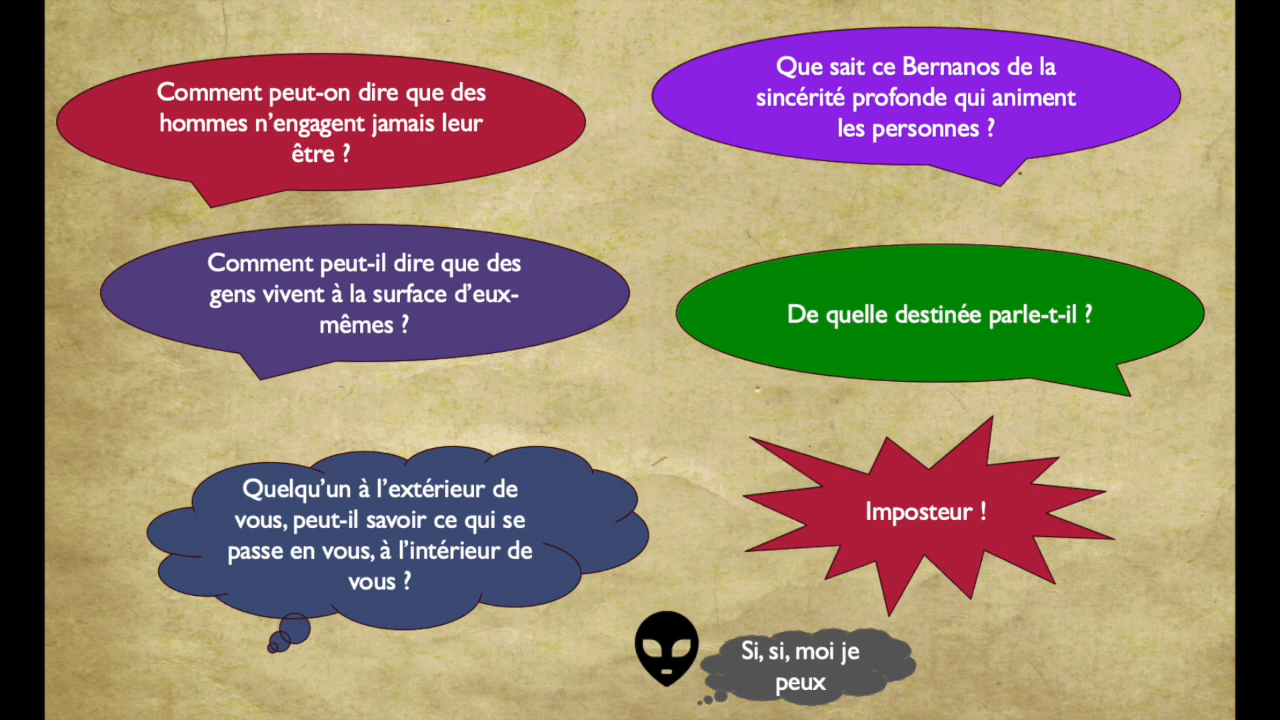 Comment peut-on dire que des
hommes n’engagent jamais leur
être ?
Que sait ce Bernanos de la
sincérité profonde qui animent
les personnes ?
Comment peut-il dire que des
gens vivent à la surface d’eux-
mêmes ?
De quelle destinée parle-t-il ?
Quelqu’un à l’extérieur de
vous, peut-il savoir ce qui se
passe en vous, à l’intérieur de
vous ?
Imposteur !
Si, si, moi je
peux